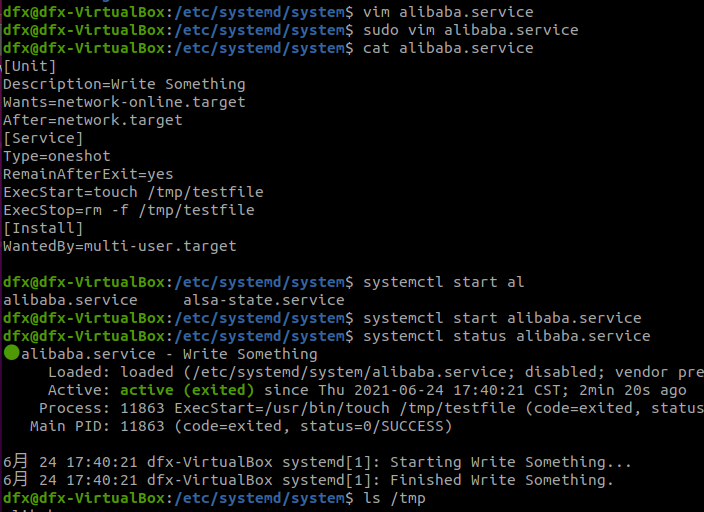 dfx@dfx-VirtualBox:/etc/systemd/system$ vim alibaba.service
dfx@dfx-VirtualBox:/etc/systemd/system$ sudo vim alibaba.service
dfx@dfx-VirtualBox:/etc/systemd/system$ cat alibaba.service
[Unit]
Description=Write Something
Wants=network-online.target
After=network.target
[Service]
Type=oneshot
RemainAfterExit=yes
ExecStart=touch /tmp/testfile
ExecStop=rm -f /tmp/testfile
[Install]
WantedBy=multi-user.target
dfx@dfx-VirtualBox:/etc/systemd/system$ systemctl start al
alibaba.service     alsa-state.service
dfx@dfx-VirtualBox:/etc/systemd/system$ systemctl start alibaba.service
dfx@dfx-VirtualBox:/etc/systemd/system$ systemctl status alibaba.service
●alibaba.service - Write Something
Loaded: loaded (/etc/systemd/system/alibaba.service; disabled; vendor pre
Active: active (exited) since Thu 2021-06-24 17:40:21 CST; 2min 20s ago
Process: 11863 ExecStart=/usr/bin/touch /tmp/testfile (code=exited, status
Main PID: 11863 (code=exited, status=0/SUCCESS)
6月 24 17:40:21 dfx-VirtualBox systemd[1]: Starting Write Something...
6月 24 17:40:21 dfx-VirtualBox systemd[1]: Finished Write Something.
dfx@dfx-VirtualBox:/etc/systemd/system$ ls /tmp